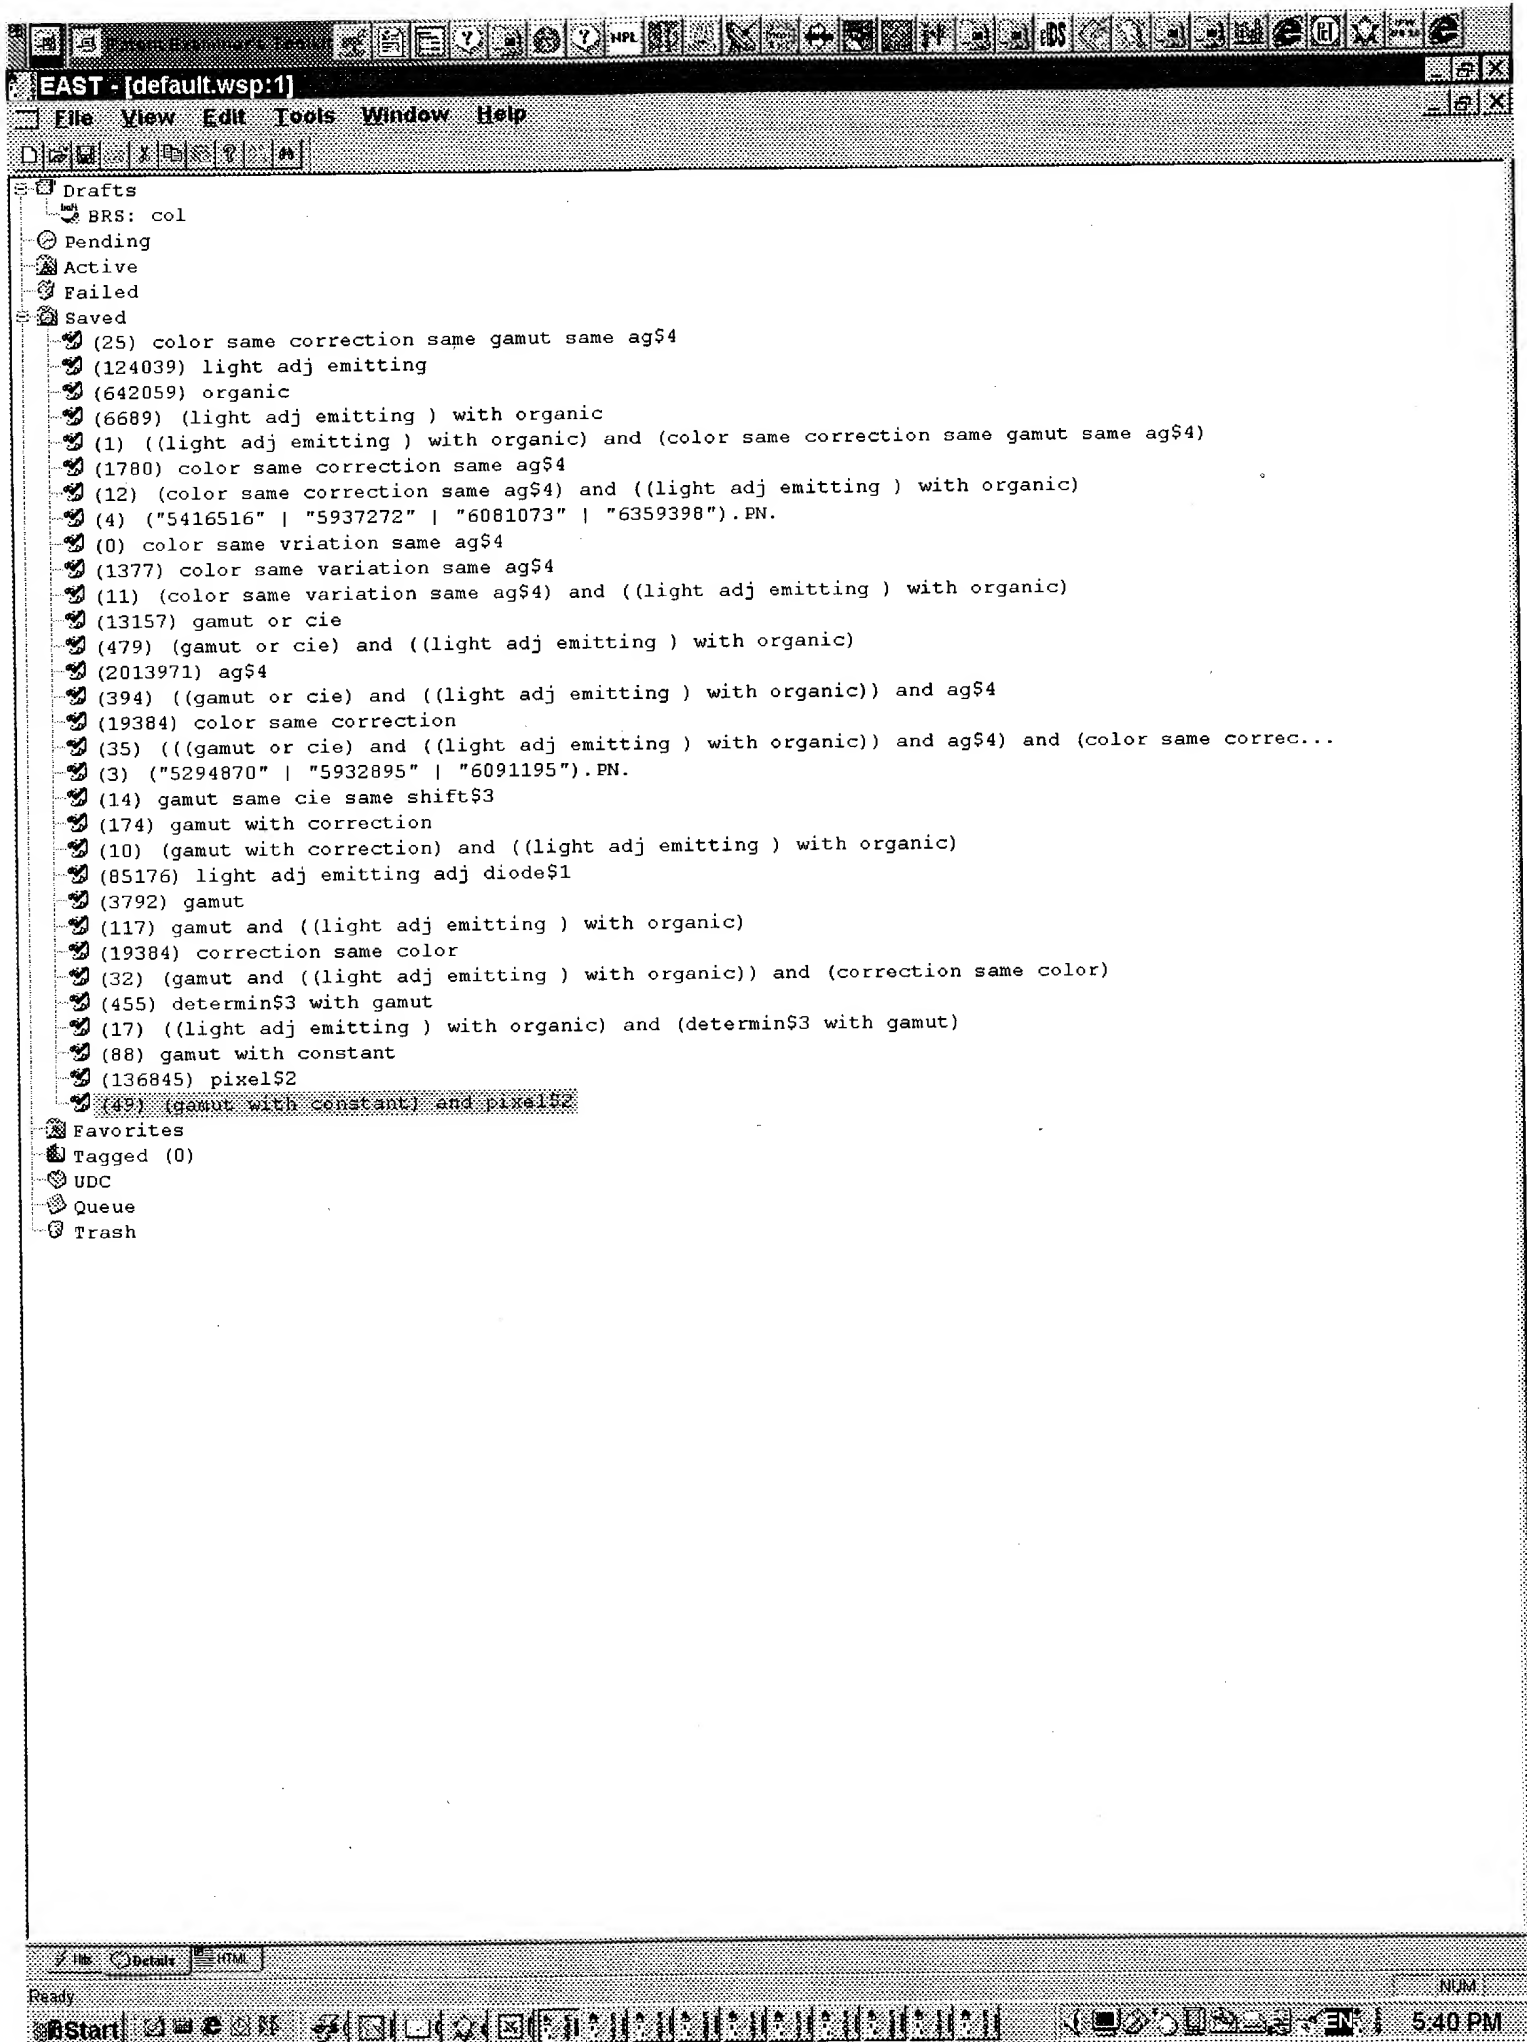 NPL
EAST - [default.wsp:1]
File View Edit Tools Window Help
Drafts
BRS: col
Pending
Active
Failed
Saved
(25) color same correction same gamut same ag$4
(124039) light adj emitting
(642059) organic
(6689) (light adj emitting ) with organic
(1) ((light adj emitting ) with organic) and (color same correction same gamut same ag$4)
(1780) color same correction same ag$4
(12) (color same correction same ag$4) and ((light adj emitting ) with organic)
(4) ("5416516" | "5937272" | "6081073" | "6359398").PN.
(0) color same vriation same ag$4
(1377) color same variation same ag$4
(11) (color same variation same ag$4) and ((light adj emitting ) with organic)
(13157) gamut or cie
(479) (gamut or cie) and ((light adj emitting ) with organic)
(2013971) ag$4
(394) ((gamut or cie) and ((light adj emitting ) with organic)) and ag$4
(19384) color same correction
(35) (((gamut or cie) and ((light adj emitting ) with organic)) and ag$4) and (color same correc...
(3) ("5294870" | "5932895" | "6091195").PN.
(14) gamut same cie same shift$3
(174) gamut with correction
(10) (gamut with correction) and ((light adj emitting ) with organic)
(85176) light adj emitting adj diode$1
(3792) gamut
(117) gamut and ((light adj emitting ) with organic)
(19384) correction same color
(32) (gamut and ((light adj emitting ) with organic)) and (correction same color)
(455) determin$3 with gamut
(17) ((light adj emitting ) with organic) and (determin$3 with gamut)
(88) gamut with constant
(136845) pixel$2
(49) (gamut with constant) and pixel$2
Favorites
Tagged (0)
UDC
Queue
Trash
Hits Details HTML
Ready NUM
Start EN 5:40 PM